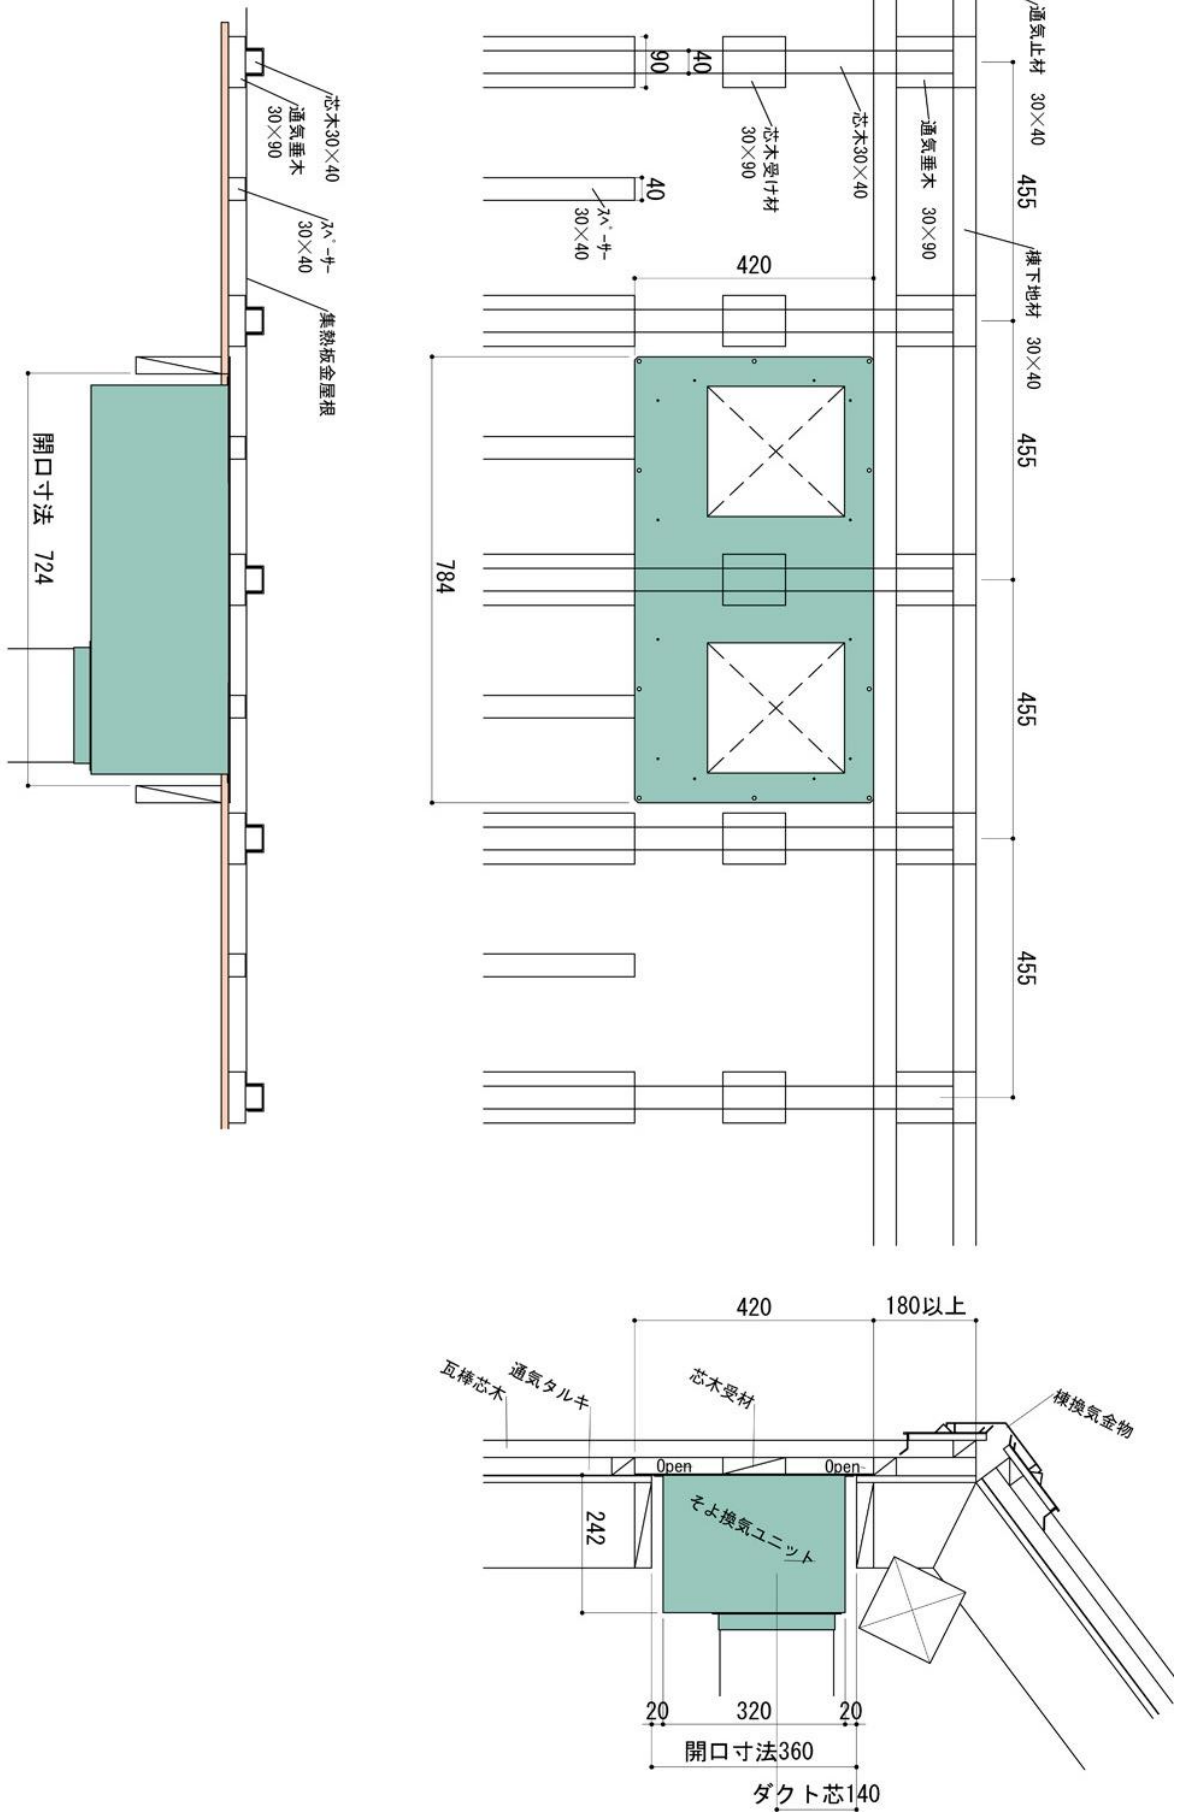 通気止材 30×40
455
棟下地材 30×40
455
455
455
通気垂木 30×90
芯木30×40
芯木受け材
30×90
40
90
40
スペーサー
30×40
420
784
芯木30×40
通気垂木
30×90
スペーサー
30×40
集熱板金屋根
開口寸法 724
420
180以上
瓦棒芯木
通気タルキ
芯木受材
棟換気金物
Open
Open
そよ換気ユニット
242
20
320
20
開口寸法360
ダクト芯140